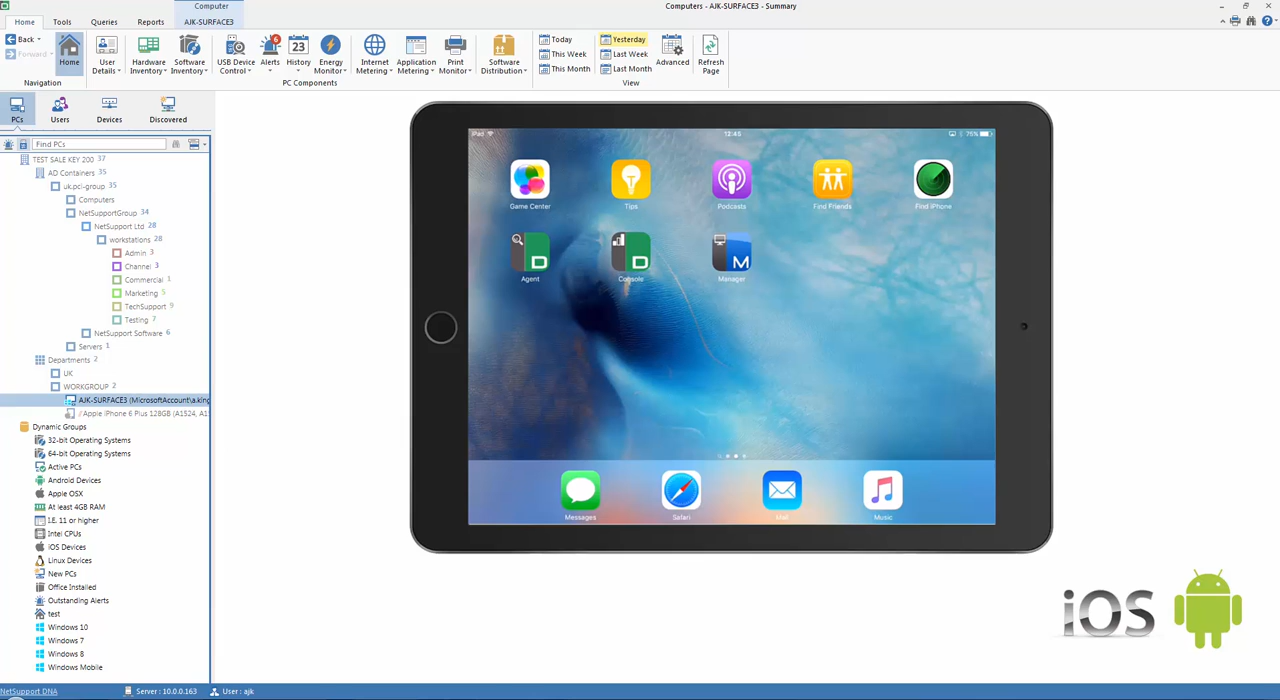 Computer
Computers - AJK-SURFACE3 - Summary
Home Tools Queries Reports AJK-SURFACE3
Back
Forward
Home
User Details
Hardware Inventory
Software Inventory
USB Device Control
6
Alerts
23
History
Energy Monitor
Internet Metering
Application Metering
Print Monitor
Software Distribution
Today
This Week
This Month
Yesterday
Last Week
Last Month
Advanced
Refresh Page
Navigation
PC Components
View
PCs Users Devices Discovered
Find PCs
TEST SALE KEY 200 37
AD Containers 35
uk.pci-group 35
Computers
NetSupportGroup 34
NetSupport Ltd 28
workstations 28
Admin 3
Channel 3
Commercial 1
Marketing 5
TechSupport 9
Testing 7
NetSupport Software 6
Servers 1
Departments 2
UK
WORKGROUP 2
AJK-SURFACE3 (MicrosoftAccount\a.king
/ Apple iPhone 6 Plus 128GB (A1524, A1
Dynamic Groups
32-bit Operating Systems
64-bit Operating Systems
Active PCs
Android Devices
Apple OSX
At least 4GB RAM
I.E. 11 or higher
Intel CPUs
iOS Devices
Linux Devices
New PCs
Office Installed
Outstanding Alerts
test
Windows 10
Windows 7
Windows 8
Windows Mobile
iPad 12:45 75%
Game Center Tips Podcasts Find Friends Find iPhone
D D M
Agent Console Manager
Messages Safari Mail Music
iOS
NetSupport DNA Server : 10.0.0.163 User : ajk